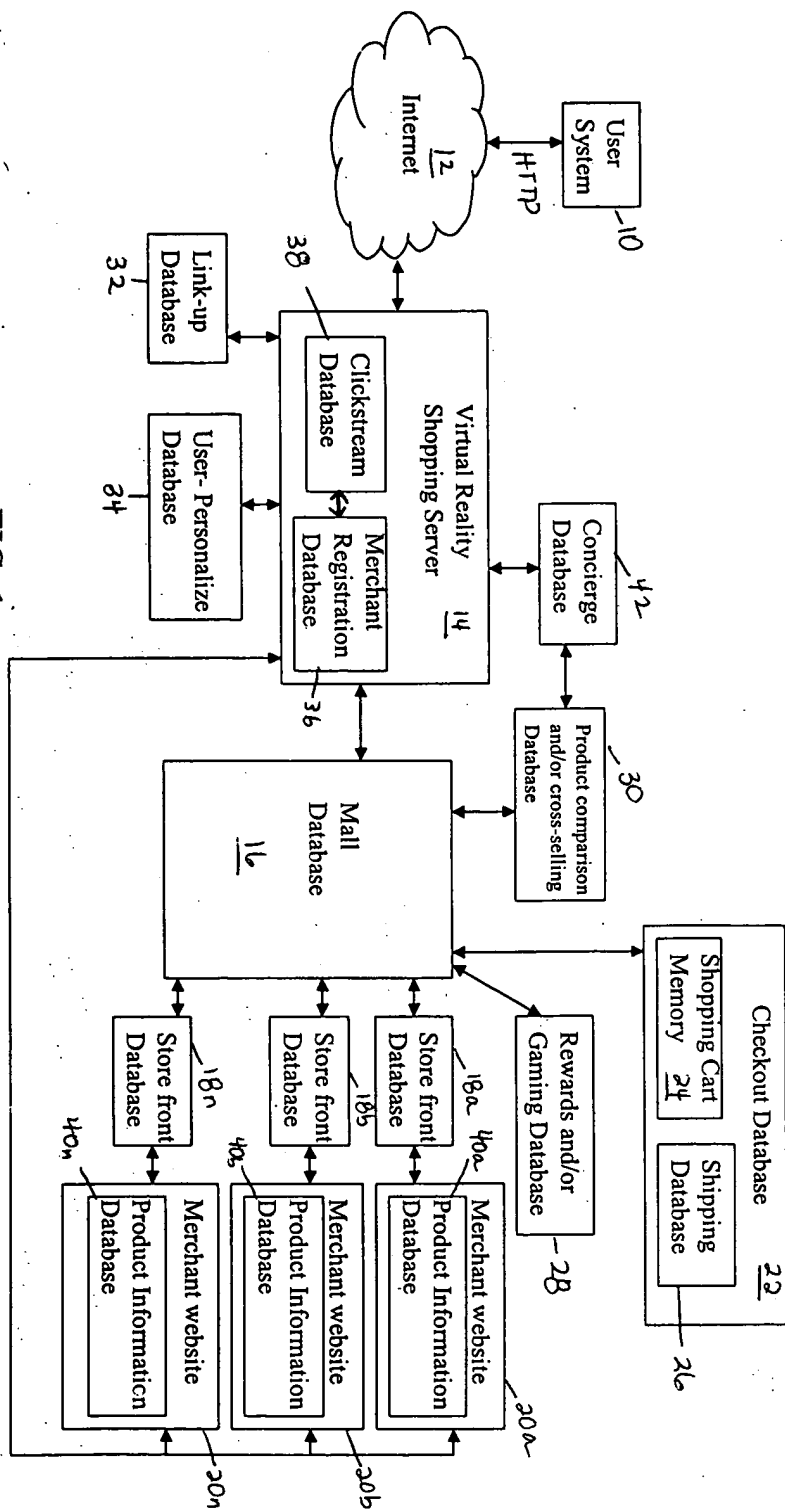 User
System
10
HTTP
Internet
12
Virtual Reality
Shopping Server
14
Clickstream
Database
38
Merchant
Registration
Database
36
Link-up
Database
32
User- Personalize
Database
34
Concierge
Database
42
Product comparison
and/or cross-selling
Database
30
Mall
Database
16
Checkout Database
22
Shopping Cart
Memory
24
Shipping
Database
26
Rewards and/or
Gaming Database
28
Store front
Database
18a
Store front
Database
18b
Store front
Database
18n
Merchant website
20a
Product Information
Database
40a
Merchant website
20b
Product Information
Database
40b
Merchant website
20n
Product Information
Database
40n